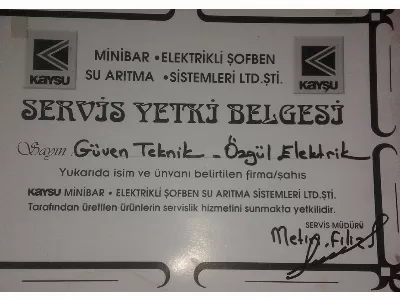 MİNİBAR • ELEKTRİKLİ ŞOFBEN
SU ARITMA • SİSTEMLERİ LTD.ŞTİ.
KAYSU
KAYSU
SERVİS YETKİ BELGESİ
Sayın Güven Teknik - Özgül Elektrik
Yukarıda isim ve ünvanı belirtilen firma/şahıs
KAYSU MİNİBAR • ELEKTRİKLİ ŞOFBEN SU ARITMA SİSTEMLERİ LTD.ŞTİ.
Tarafından üretilen ürünlerin servislik hizmetini sunmakta yetkilidir.
SERVİS MÜDÜRÜ
Metin Filiz